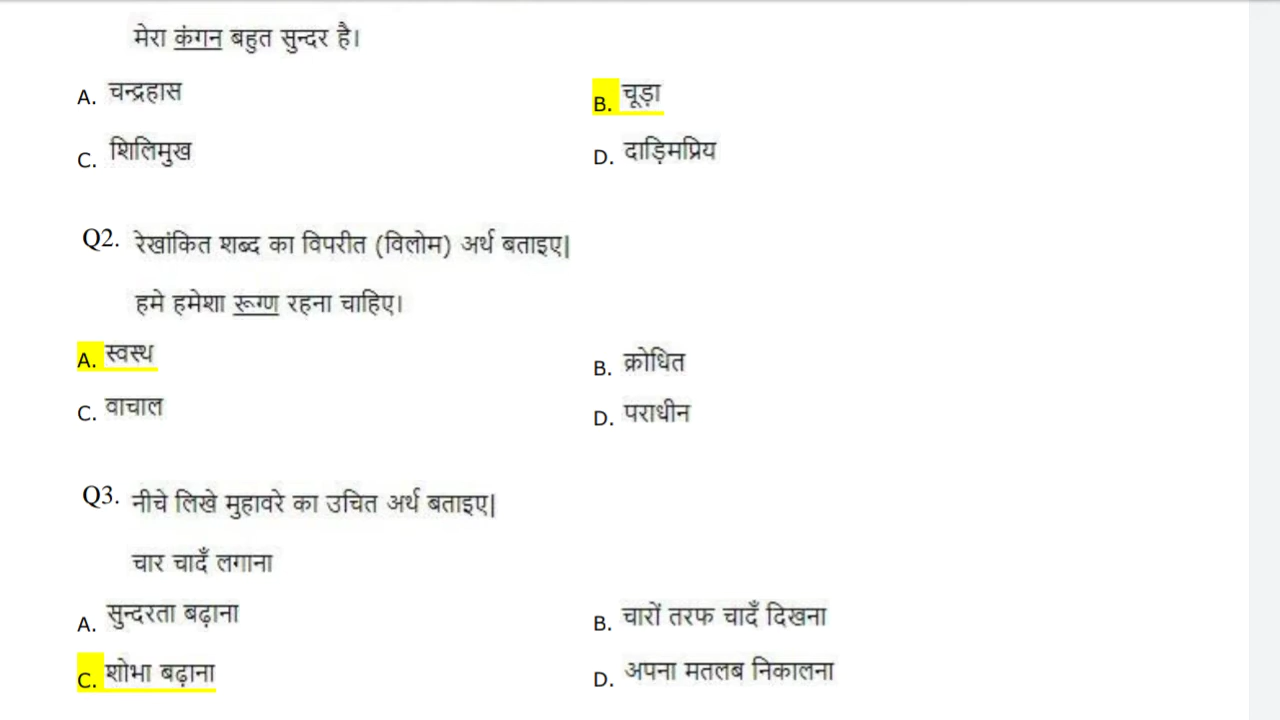 मेरा कंगन बहुत सुन्दर है।
A. चन्द्रहास B. चूड़ा
C. शिलिमुख D. दाड़िमप्रिय
Q2. रेखांकित शब्द का विपरीत (विलोम) अर्थ बताइए|
हमे हमेशा रूग्ण रहना चाहिए।
A. स्वस्थ B. क्रोधित
C. वाचाल D. पराधीन
Q3. नीचे लिखे मुहावरे का उचित अर्थ बताइए|
चार चादँ लगाना
A. सुन्दरता बढ़ाना B. चारों तरफ चादँ दिखना
C. शोभा बढ़ाना D. अपना मतलब निकालना